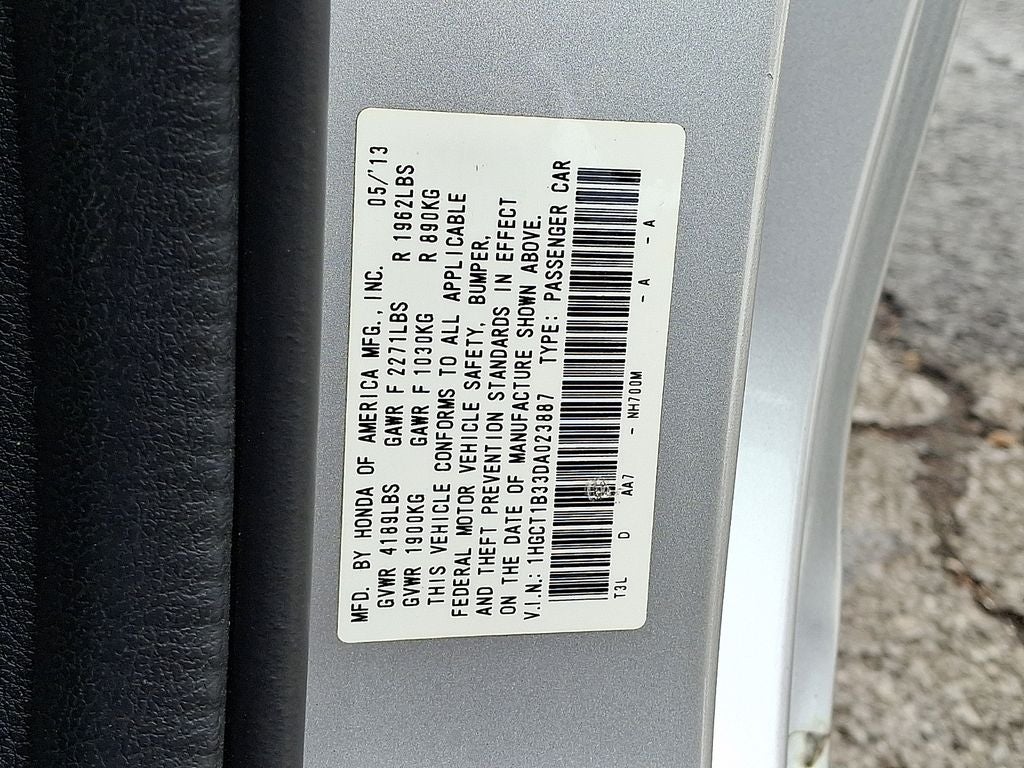 MFD. BY HONDA OF AMERICA MFG., INC. 05/'13
GVWR 4189LBS GAWR F 2271LBS R 1962LBS
GVWR 1900KG GAWR F 1030KG R 890KG
THIS VEHICLE CONFORMS TO ALL APPLICABLE
FEDERAL MOTOR VEHICLE SAFETY, BUMPER,
AND THEFT PREVENTION STANDARDS IN EFFECT
ON THE DATE OF MANUFACTURE SHOWN ABOVE.
V.I.N.: 1HGCT1B33DA023887 TYPE: PASSENGER CAR
T3L D AA7 - NH700M - A - A